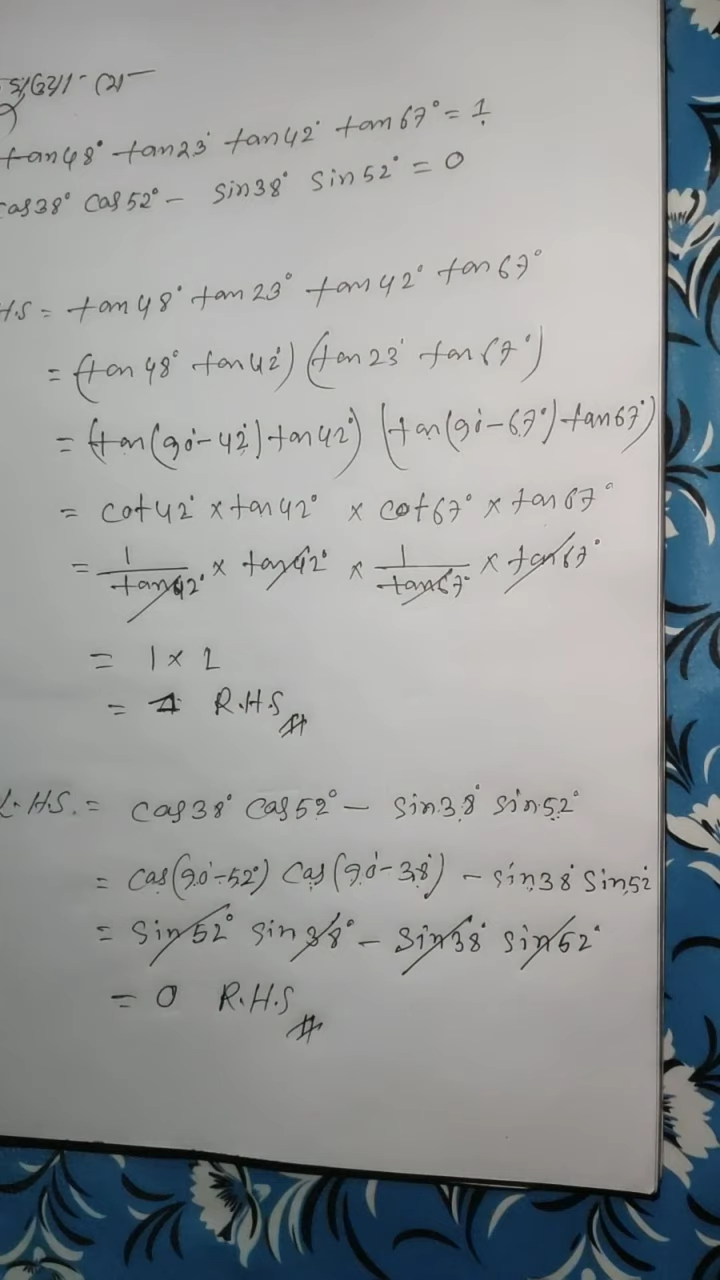 tan48° tan23° tan42° tan67° = 1
cos38° cos52° - sin38° sin52° = 0
H.S = tan48° tan23° tan42° tan67°
= (tan48° tan42°) (tan23° tan67°)
= (tan(90°-42°) tan42°) (tan(90°-67°) tan67°)
= cot42° × tan42° × cot67° × tan67°
= 1/tan42° × tan42° × 1/tan67° × tan67°
= 1 × 1
= 1 R.H.S
L.H.S. = cos38° cos52° - sin38° sin52°
= cos(90°-52°) cos(90°-38°) - sin38° sin52°
= sin52° sin38° - sin38° sin52°
= 0 R.H.S